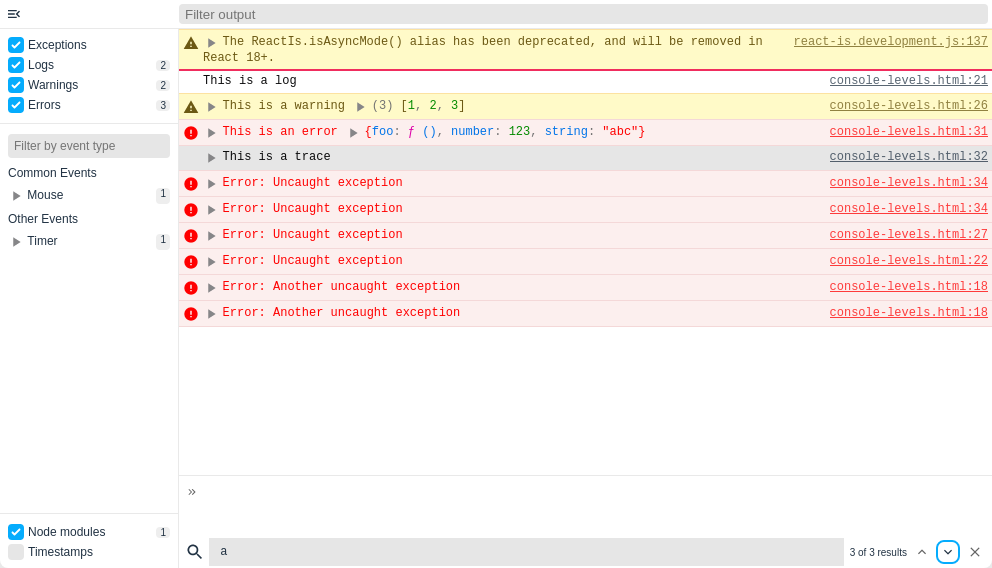 Filter output
Exceptions
Logs 2
Warnings 2
Errors 3
Filter by event type
Common Events
Mouse 1
Other Events
Timer 1
Node modules 1
Timestamps
The ReactIs.isAsyncMode() alias has been deprecated, and will be removed in react-is.development.js:137
React 18+.
This is a log console-levels.html:21
This is a warning (3) [1, 2, 3] console-levels.html:26
This is an error {foo: ƒ (), number: 123, string: "abc"} console-levels.html:31
This is a trace console-levels.html:32
Error: Uncaught exception console-levels.html:34
Error: Uncaught exception console-levels.html:34
Error: Uncaught exception console-levels.html:27
Error: Uncaught exception console-levels.html:22
Error: Another uncaught exception console-levels.html:18
Error: Another uncaught exception console-levels.html:18
»
a 3 of 3 results